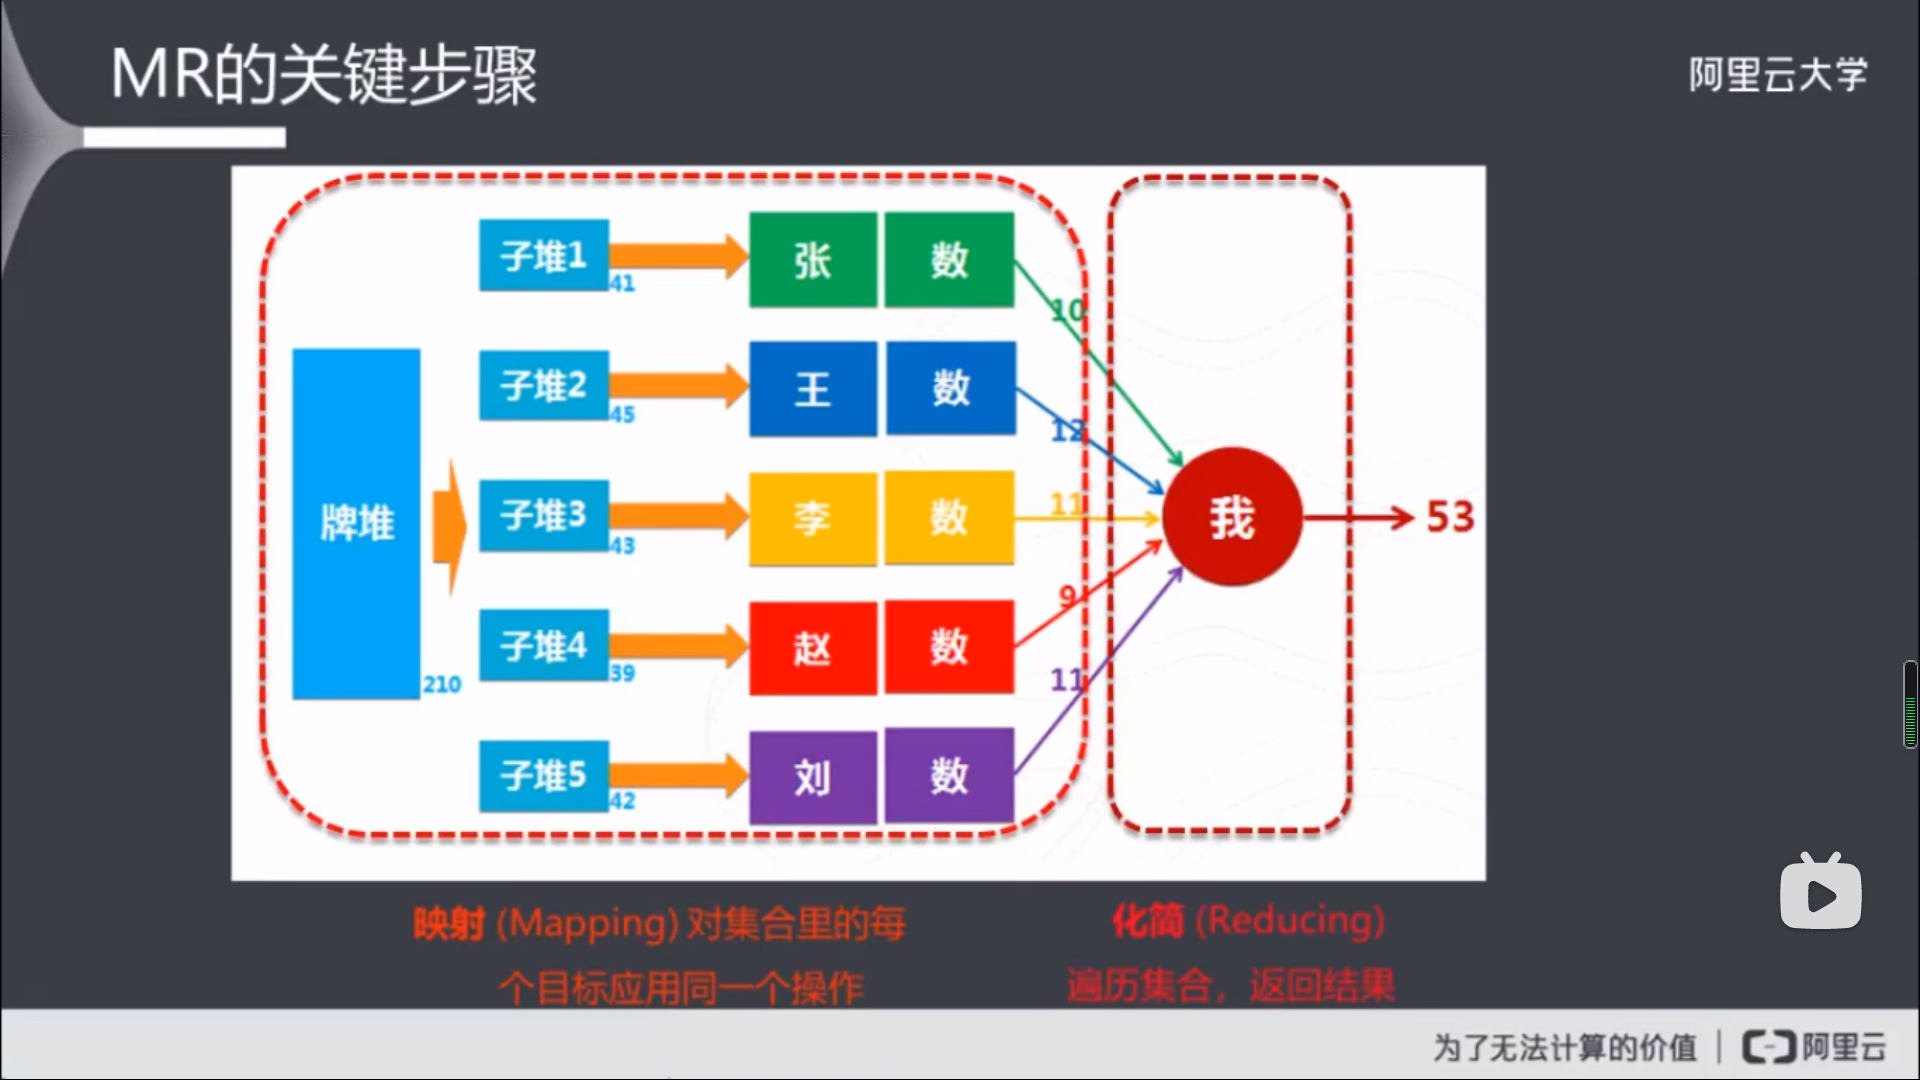 MR的关键步骤
阿里云大学
子堆1
41
张
数
10
子堆2
45
王
数
12
牌堆
210
子堆3
43
李
数
11
我
53
子堆4
39
赵
数
9
子堆5
42
刘
数
11
映射 (Mapping) 对集合里的每
个目标应用同一个操作
化简 (Reducing)
遍历集合，返回结果
为了无法计算的价值
阿里云